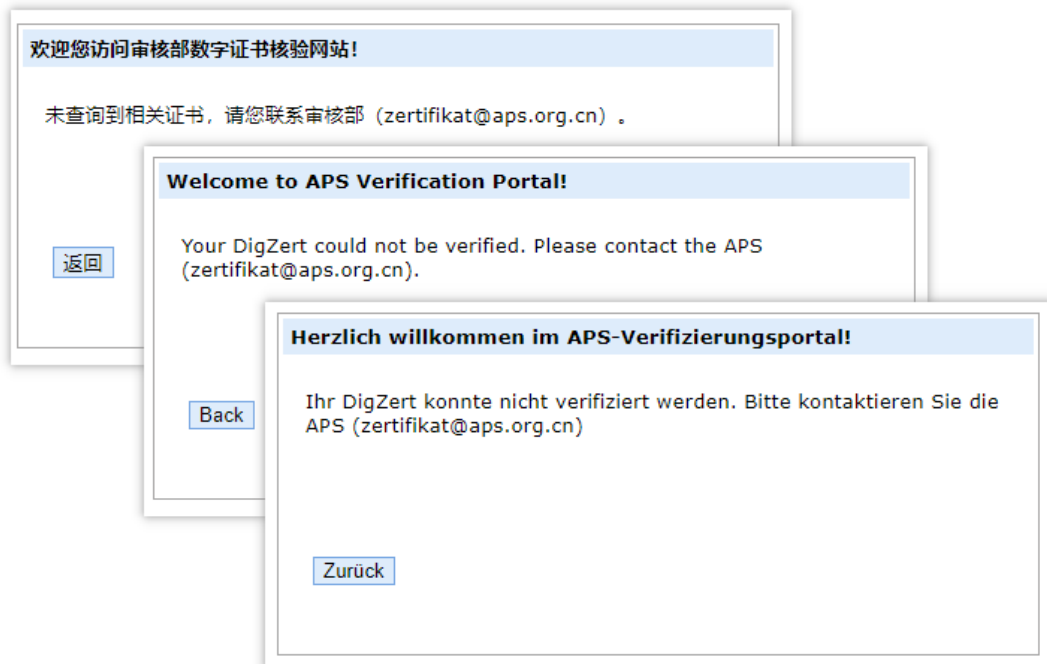 欢迎您访问审核部数字证书核验网站！
未查询到相关证书，请您联系审核部（zertifikat@aps.org.cn）。
返回
Welcome to APS Verification Portal!
Your DigZert could not be verified. Please contact the APS
(zertifikat@aps.org.cn).
Back
Herzlich willkommen im APS-Verifizierungsportal!
Ihr DigZert konnte nicht verifiziert werden. Bitte kontaktieren Sie die
APS (zertifikat@aps.org.cn)
Zurück